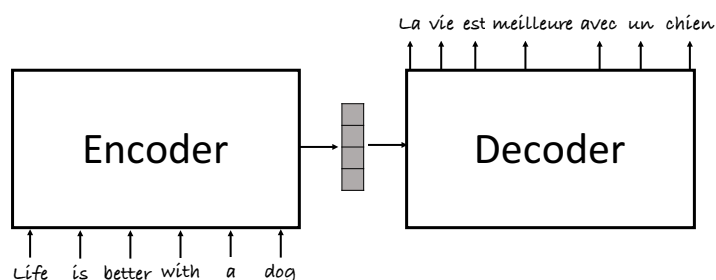 La vie est meilleure avec un chien
Encoder
Decoder
Life is better with a dog